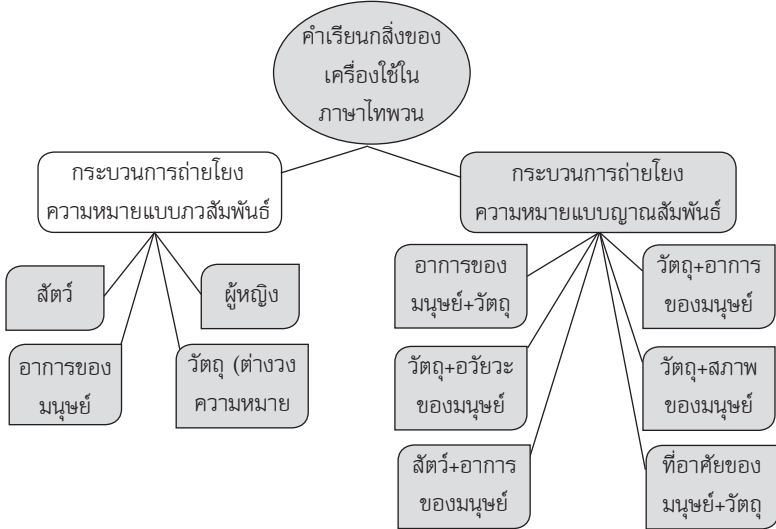 คำเรียนกสิ่งของ
เครื่องใช้ใน
ภาษาไทพวน
กระบวนการถ่ายโยง
ความหมายแบบภวสัมพันธ์
กระบวนการถ่ายโยง
ความหมายแบบญาณสัมพันธ์
สัตว์
ผู้หญิง
อาการของ
มนุษย์
วัตถุ (ต่างวง
ความหมาย
อาการของ
มนุษย์+วัตถุ
วัตถุ+อาการ
ของมนุษย์
วัตถุ+อวัยวะ
ของมนุษย์
วัตถุ+สภาพ
ของมนุษย์
สัตว์+อาการ
ของมนุษย์
ที่อาศัยของ
มนุษย์+วัตถุ